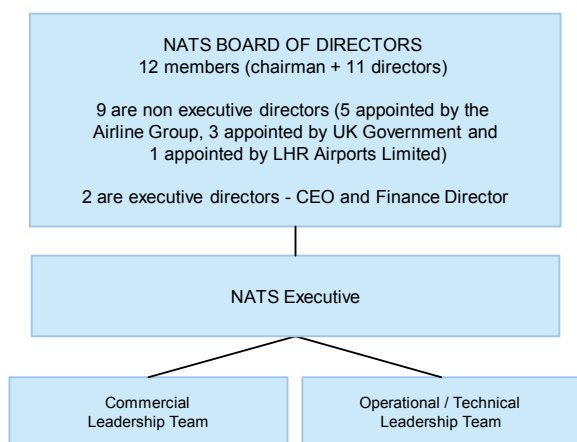 NATS BOARD OF DIRECTORS
12 members (chairman + 11 directors)
9 are non executive directors (5 appointed by the
Airline Group, 3 appointed by UK Government and
1 appointed by LHR Airports Limited)
2 are executive directors - CEO and Finance Director
NATS Executive
Commercial
Leadership Team
Operational / Technical
Leadership Team